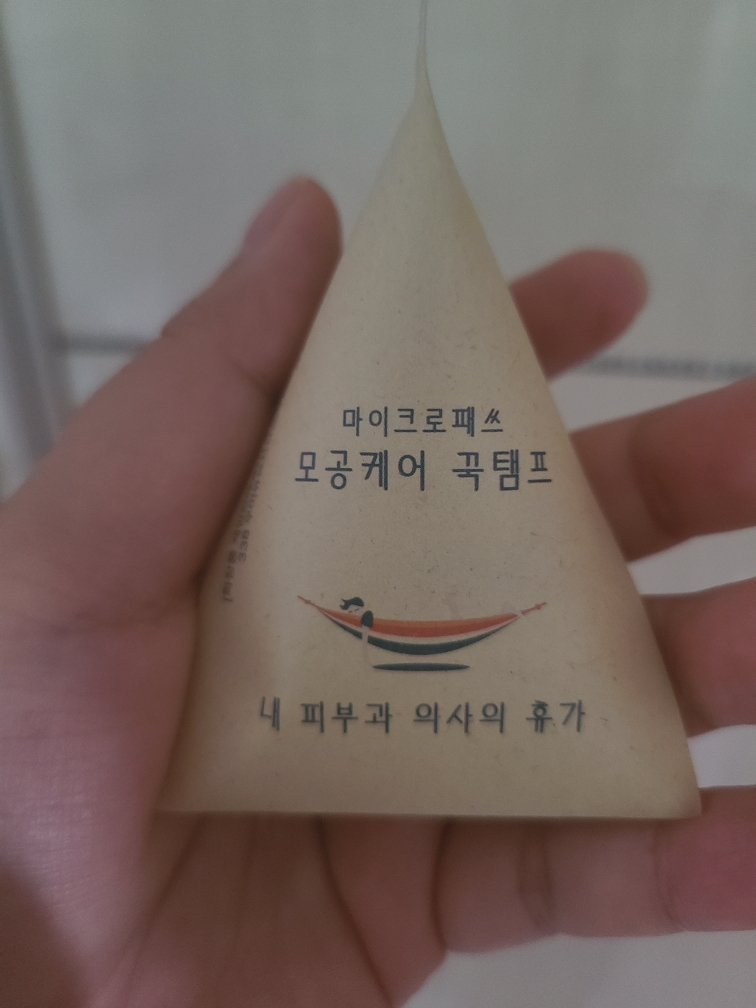 마이크로패쓰
모공케어 꾹탬프
내 피부과 의사의 휴가